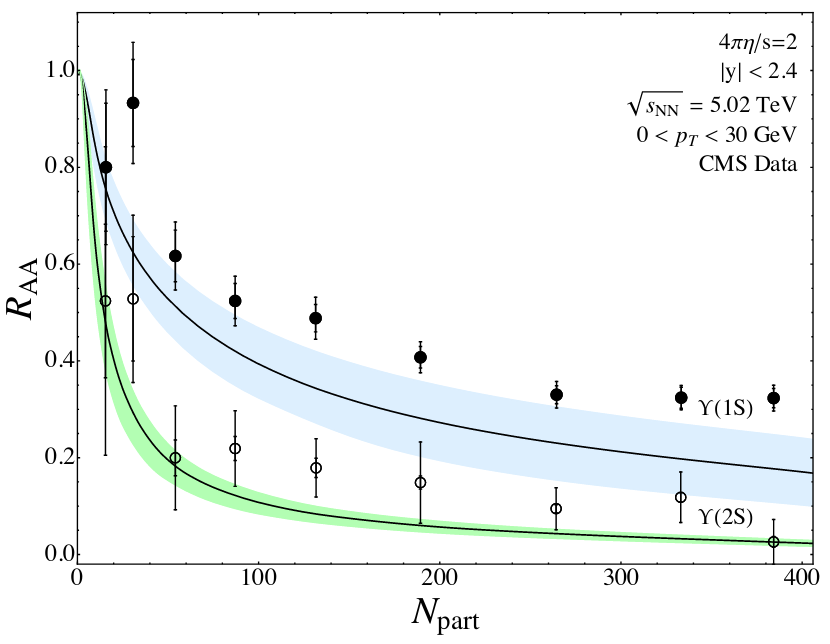 4πη/s=2
|y| < 2.4
√sNN = 5.02 TeV
0 < pT < 30 GeV
CMS Data
1.0
0.8
0.6
0.4
0.2
0.0
RAA
ϒ(1S)
ϒ(2S)
0 100 200 300 400
Npart